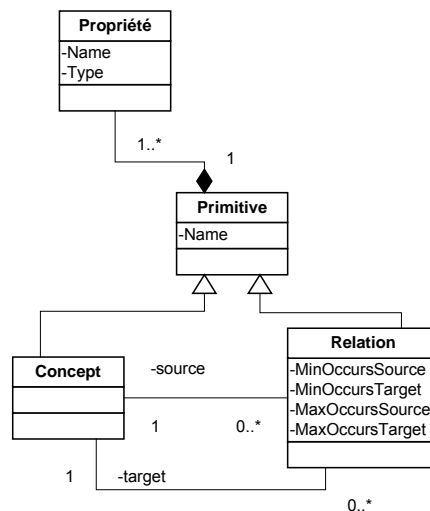 Propriété
-Name
-Type
1..*
1
Primitive
-Name
Concept
-source
Relation
-MinOccursSource
-MinOccursTarget
-MaxOccursSource
-MaxOccursTarget
1
0..*
1
-target
0..*